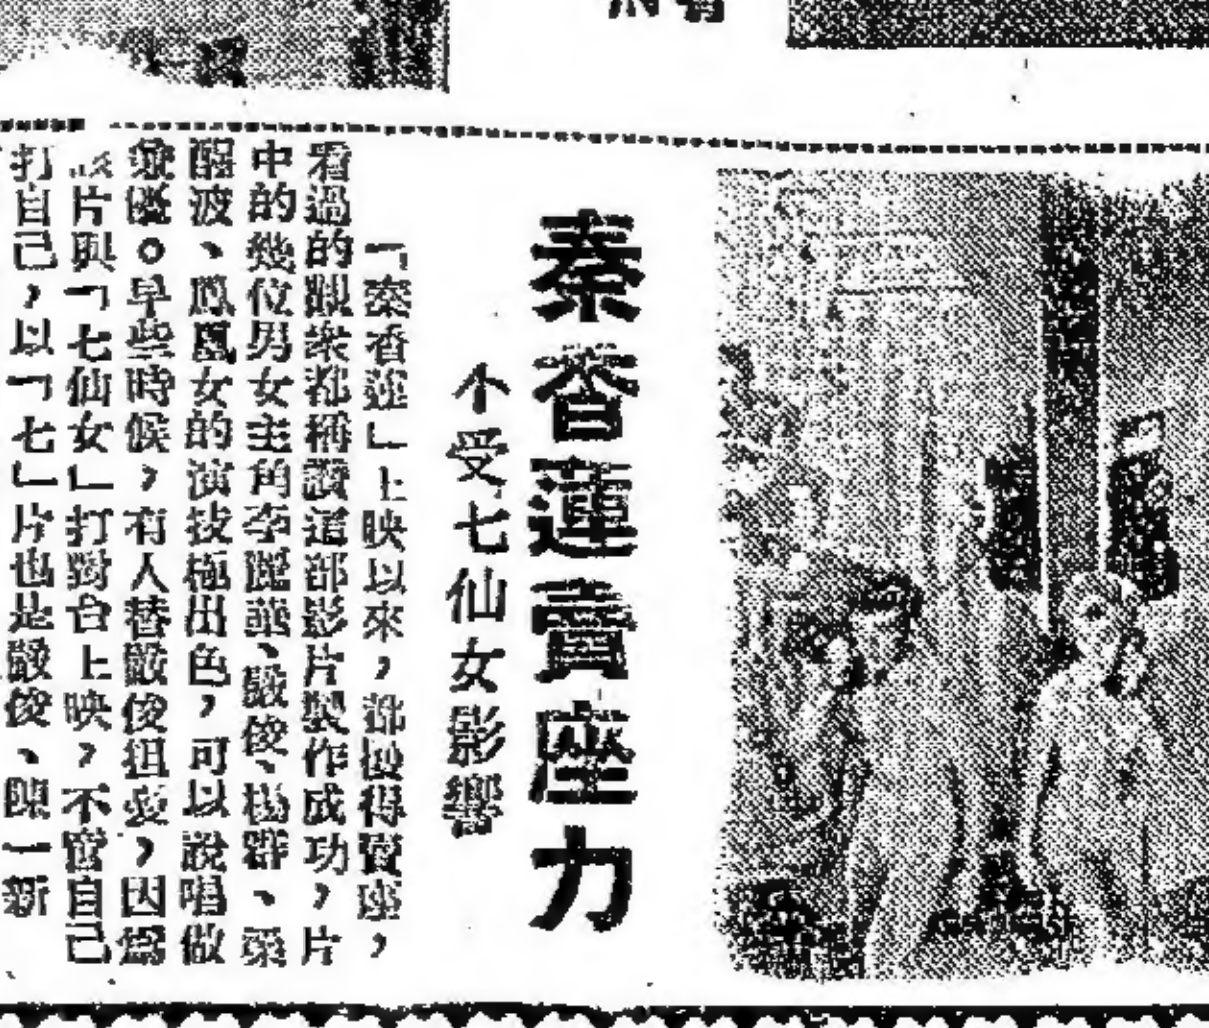 秦香蓮賣座力
不受七仙女影響
「秦香蓮」上映以來，都極得賣座，
看過的觀衆都稱讚這部影片製作成功，片
中的幾位男女主角李麗華、嚴俊、楊群、葉
醒波、鳳凰女的演技極出色，可以說唱做
優。早些時候，有人替嚴俊担憂，因爲
片與「七仙女」打對台上映，不啻自己
打自己，以「七」片也是嚴俊、陳一新